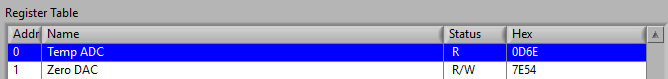 Register Table
Addr Name Status Hex
0 Temp ADC R 0D6E
1 Zero DAC R/W 7E54